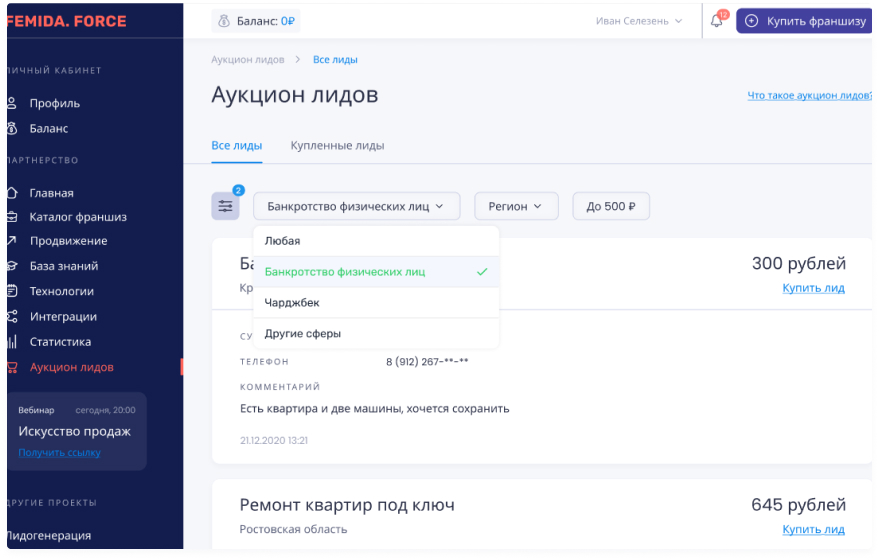 FEMIDA. FORCE
Баланс: 0₽
Иван Селезень
12
Купить франшизу
ЛИЧНЫЙ КАБИНЕТ
Профиль
Баланс
ПАРТНЕРСТВО
Главная
Каталог франшиз
Продвижение
База знаний
Технологии
Интеграции
Статистика
Аукцион лидов
Вебинар сегодня, 20:00
Искусство продаж
Получить ссылку
ДРУГИЕ ПРОЕКТЫ
Лидогенерация
Аукцион лидов > Все лиды
Аукцион лидов
Что такое аукцион лидов?
Все лиды Купленные лиды
2
Банкротство физических лиц Регион До 500 ₽
Любая
Банкротство физических лиц
Чарджбек
Другие сферы
Ба
300 рублей
Кр
Купить лид
СУ
ТЕЛЕФОН 8 (912) 267-**-**
КОММЕНТАРИЙ
Есть квартира и две машины, хочется сохранить
21.12.2020 13:21
Ремонт квартир под ключ 645 рублей
Ростовская область Купить лид